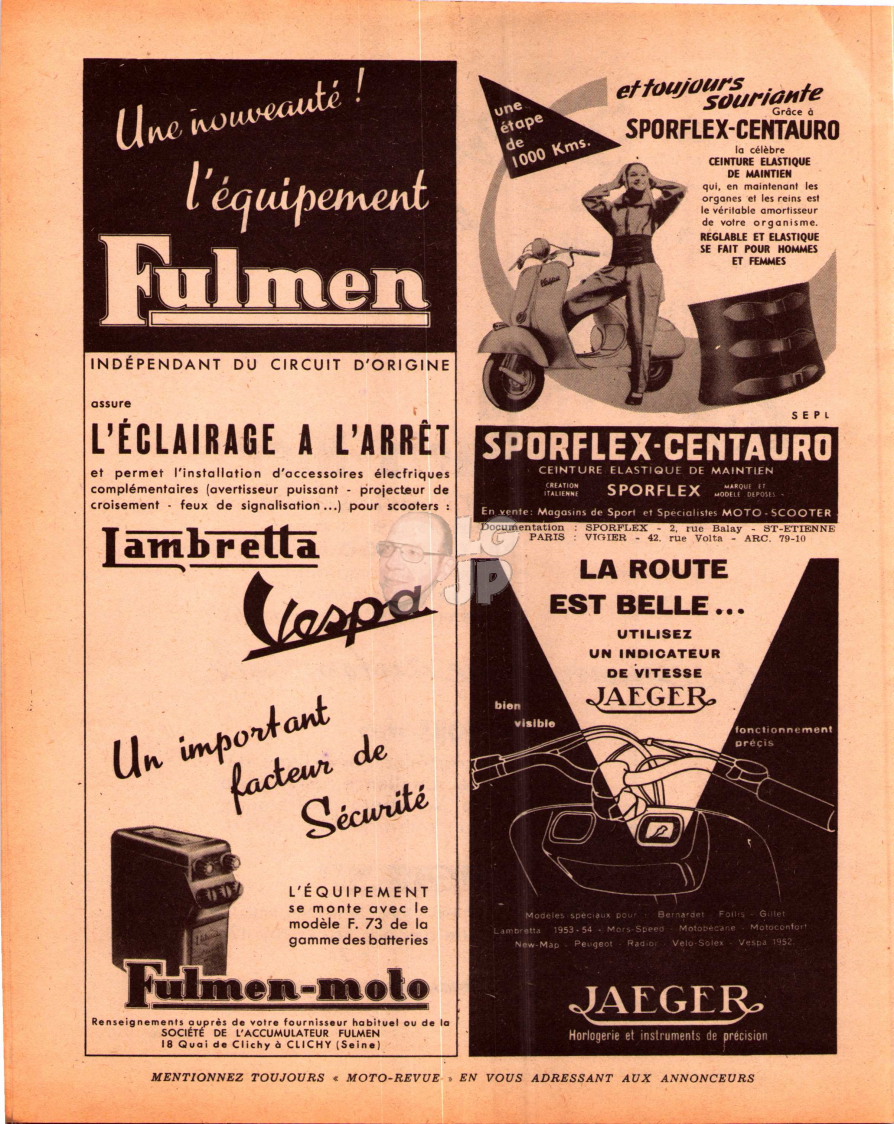 Une nouveauté !
l'équipement
Fulmen
INDÉPENDANT DU CIRCUIT D'ORIGINE
assure
L'ÉCLAIRAGE A L'ARRÊT
et permet l'installation d'accessoires électriques
complémentaires (avertisseur puissant - projecteur de
croisement - feux de signalisation...) pour scooters :
Lambretta
Vespa
Un important
facteur de
Sécurité
L'ÉQUIPEMENT
se monte avec le
modèle F. 73 de la
gamme des batteries
Fulmen-moto
Renseignements auprès de votre fournisseur habituel ou de la
SOCIÉTÉ DE L'ACCUMULATEUR FULMEN
18 Quai de Clichy à CLICHY (Seine)
une
étape
de
1000 Kms.
et toujours
souriante
Grâce à
SPORFLEX-CENTAURO
la célèbre
CEINTURE ELASTIQUE
DE MAINTIEN
qui, en maintenant les
organes et les reins est
le véritable amortisseur
de votre organisme.
REGLABLE ET ELASTIQUE
SE FAIT POUR HOMMES
ET FEMMES
Vespa
SEPL
SPORFLEX-CENTAURO
CEINTURE ELASTIQUE DE MAINTIEN
CREATION ITALIENNE SPORFLEX MARQUE ET MODELE DEPOSES -
En vente: Magasins de Sport et Spécialistes MOTO-SCOOTER
Documentation : SPORFLEX - 2, rue Balay - ST-ETIENNE
PARIS : VIGIER - 42, rue Volta - ARC. 79-10
LG
JP
LA ROUTE
EST BELLE...
UTILISEZ
UN INDICATEUR
DE VITESSE
JAEGER
bien
visible
fonctionnement
précis
Modèles spéciaux pour : Bernardet - Follis - Gillet
Lambretta 1953-54 - Mors-Speed - Motobécane - Motoconfort
New-Map - Peugeot - Radior - Velo-Solex - Vespa 1952.
JAEGER
Horlogerie et instruments de précision
MENTIONNEZ TOUJOURS « MOTO-REVUE » EN VOUS ADRESSANT AUX ANNONCEURS